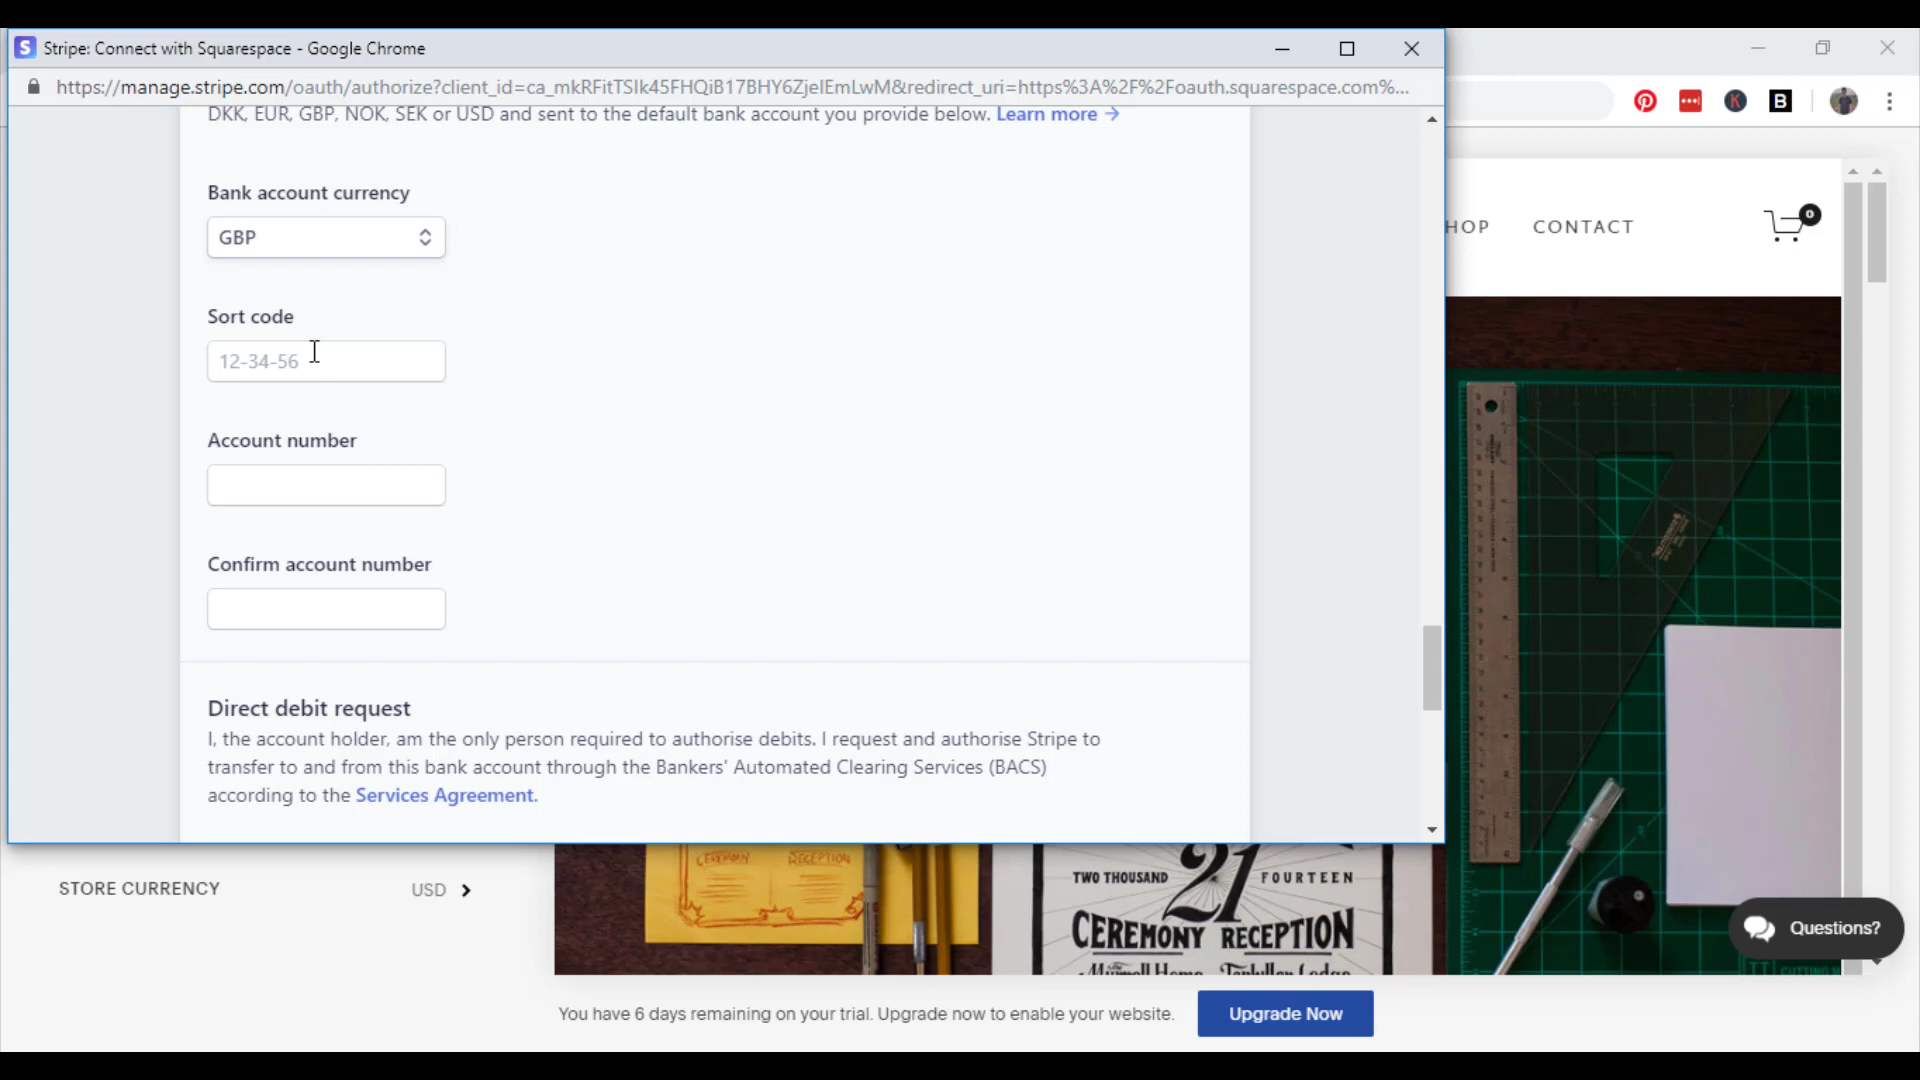 Stripe: Connect with Squarespace - Google Chrome
https://manage.stripe.com/oauth/authorize?client_id=ca_mkRFitTSIk45FHQiB17BHY6ZjelEmLwM&redirect_uri=https%3A%2F%2Foauth.squarespace.com%...
DKK, EUR, GBP, NOK, SEK or USD and sent to the default bank account you provide below. Learn more →
Bank account currency
GBP
Sort code
12-34-56
Account number
Confirm account number
Direct debit request
I, the account holder, am the only person required to authorise debits. I request and authorise Stripe to
transfer to and from this bank account through the Bankers' Automated Clearing Services (BACS)
according to the Services Agreement.
HOP
CONTACT
0
STORE CURRENCY
USD
CEREMONY RECEPTION
TWO THOUSAND 21 FOURTEEN
CEREMONY RECEPTION
Questions?
You have 6 days remaining on your trial. Upgrade now to enable your website.
Upgrade Now